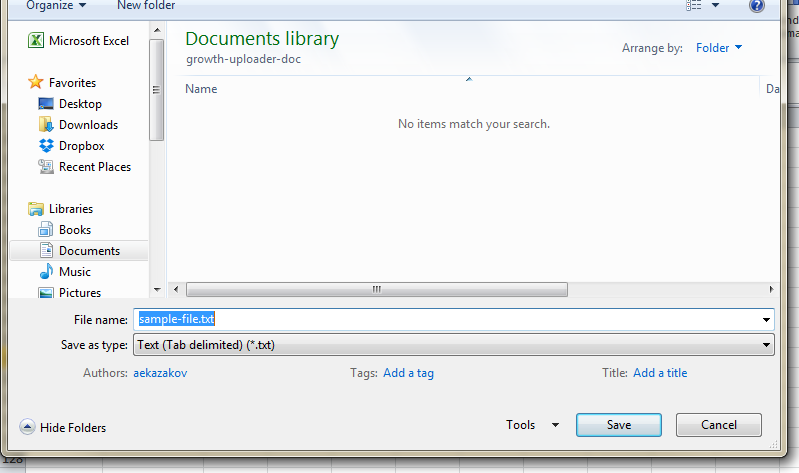 Organize New folder
Microsoft Excel
Favorites
Desktop
Downloads
Dropbox
Recent Places
Libraries
Books
Documents
Music
Pictures
Documents library
growth-uploader-doc
Arrange by: Folder
Name Da
No items match your search.
File name: sample-file.txt
Save as type: Text (Tab delimited) (*.txt)
Authors: aekazakov Tags: Add a tag Title: Add a title
Hide Folders Tools Save Cancel
128